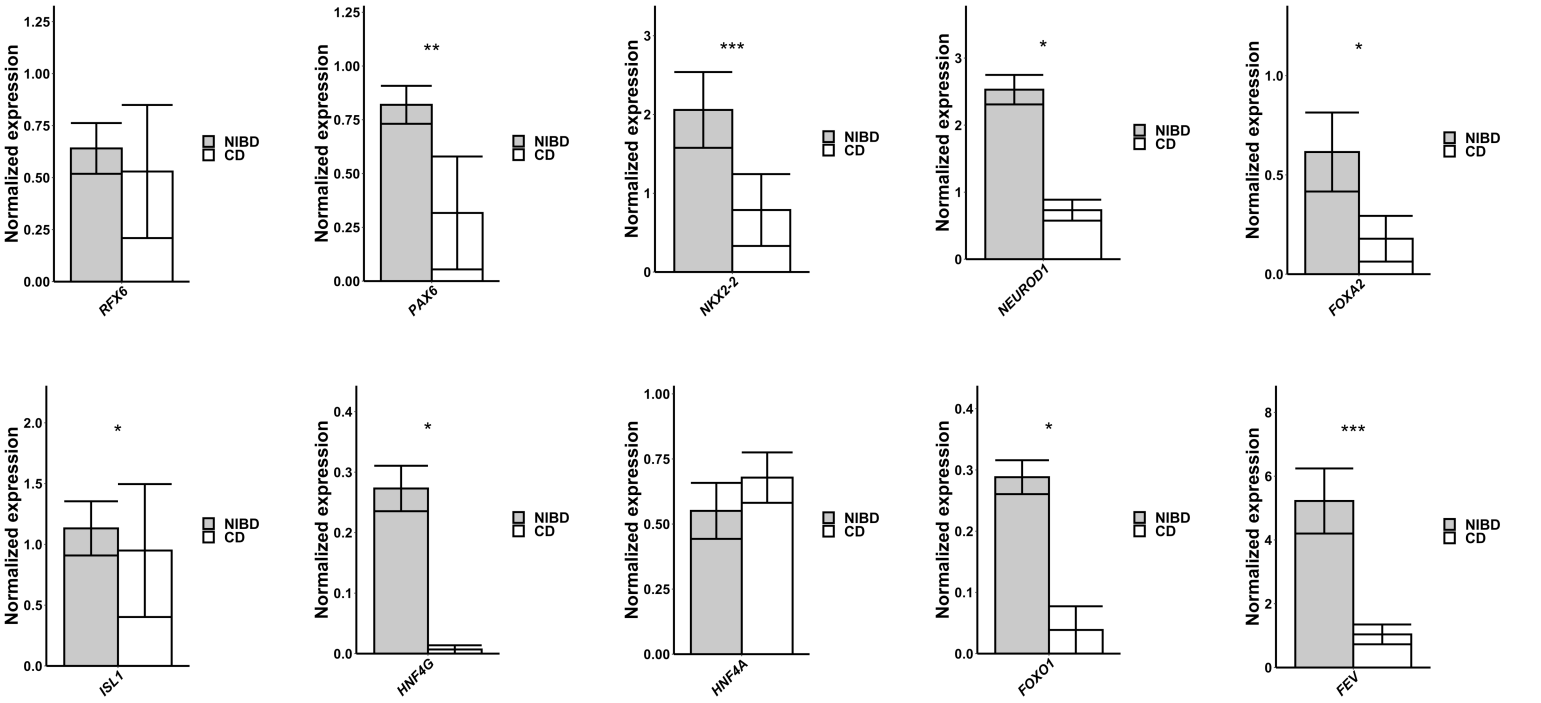 Normalized expression
1.25
1.00
0.75
0.50
0.25
0.00
RFX6
NIBD
CD
Normalized expression
1.25
1.00
0.75
0.50
0.25
0.00
**
PAX6
NIBD
CD
Normalized expression
3
2
1
0
***
NKX2-2
NIBD
CD
Normalized expression
3
2
1
0
*
NEUROD1
NIBD
CD
Normalized expression
1.0
0.5
0.0
*
FOXA2
NIBD
CD
Normalized expression
2.0
1.5
1.0
0.5
0.0
*
ISL1
NIBD
CD
Normalized expression
0.4
0.3
0.2
0.1
0.0
*
HNF4G
NIBD
CD
Normalized expression
1.00
0.75
0.50
0.25
0.00
HNF4A
NIBD
CD
Normalized expression
0.4
0.3
0.2
0.1
0.0
*
FOXO1
NIBD
CD
Normalized expression
8
6
4
2
0
***
FEV
NIBD
CD